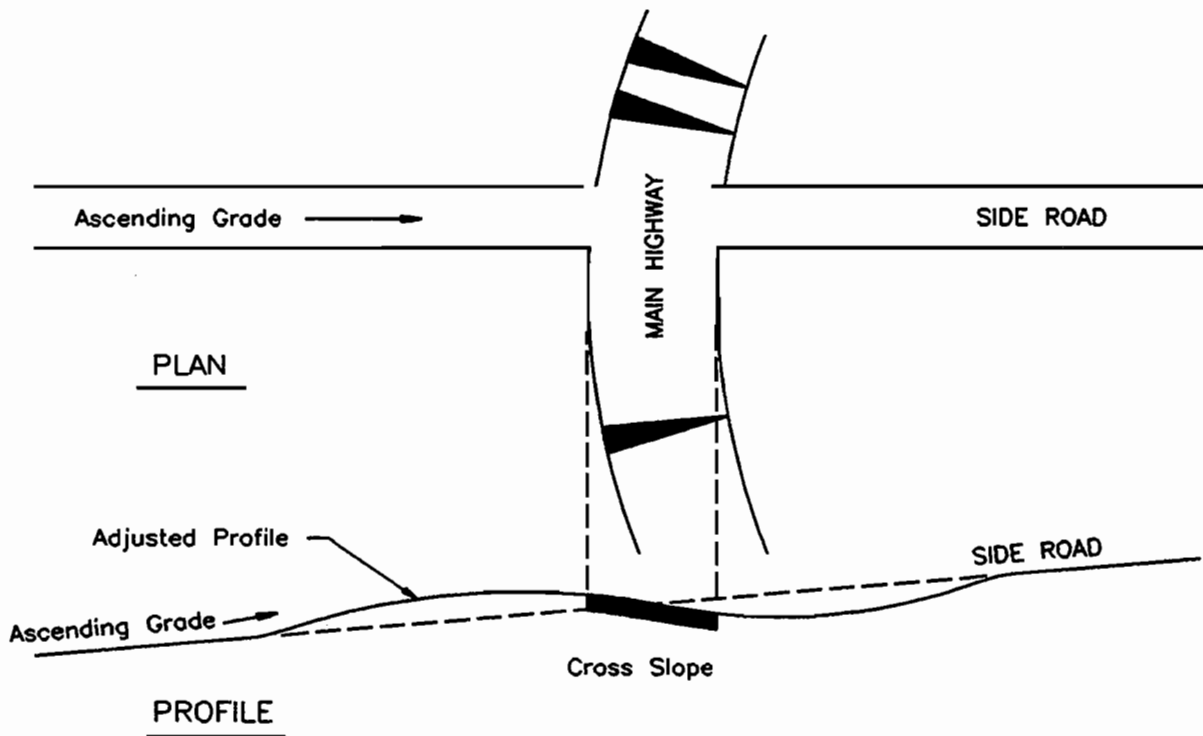 Ascending Grade
SIDE ROAD
MAIN HIGHWAY
PLAN
Adjusted Profile
SIDE ROAD
Ascending Grade
Cross Slope
PROFILE